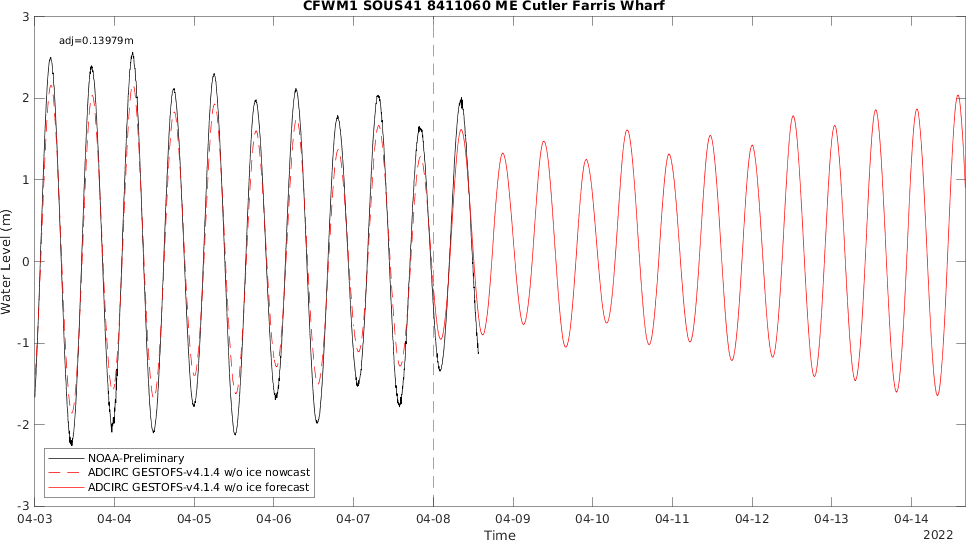 CFWM1 SOUS41 8411060 ME Cutler Farris Wharf
adj=0.13979m
3
2
1
0
-1
-2
-3
Water Level (m)
NOAA-Preliminary
ADCIRC GESTOFS-v4.1.4 w/o ice nowcast
ADCIRC GESTOFS-v4.1.4 w/o ice forecast
04-03 04-04 04-05 04-06 04-07 04-08 04-09 04-10 04-11 04-12 04-13 04-14
Time
2022